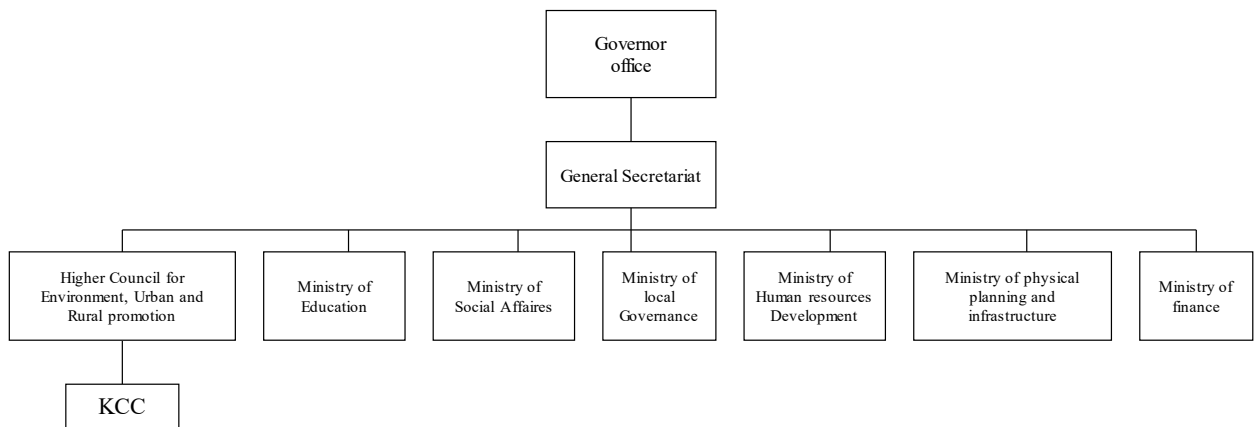 Governor
office
General Secretariat
Higher Council for
Environment, Urban and
Rural promotion
Ministry of
Education
Ministry of
Social Affaires
Ministry of
local
Governance
Ministry of
Human resources
Development
Ministry of physical
planning and
infrastructure
Ministry of
finance
KCC